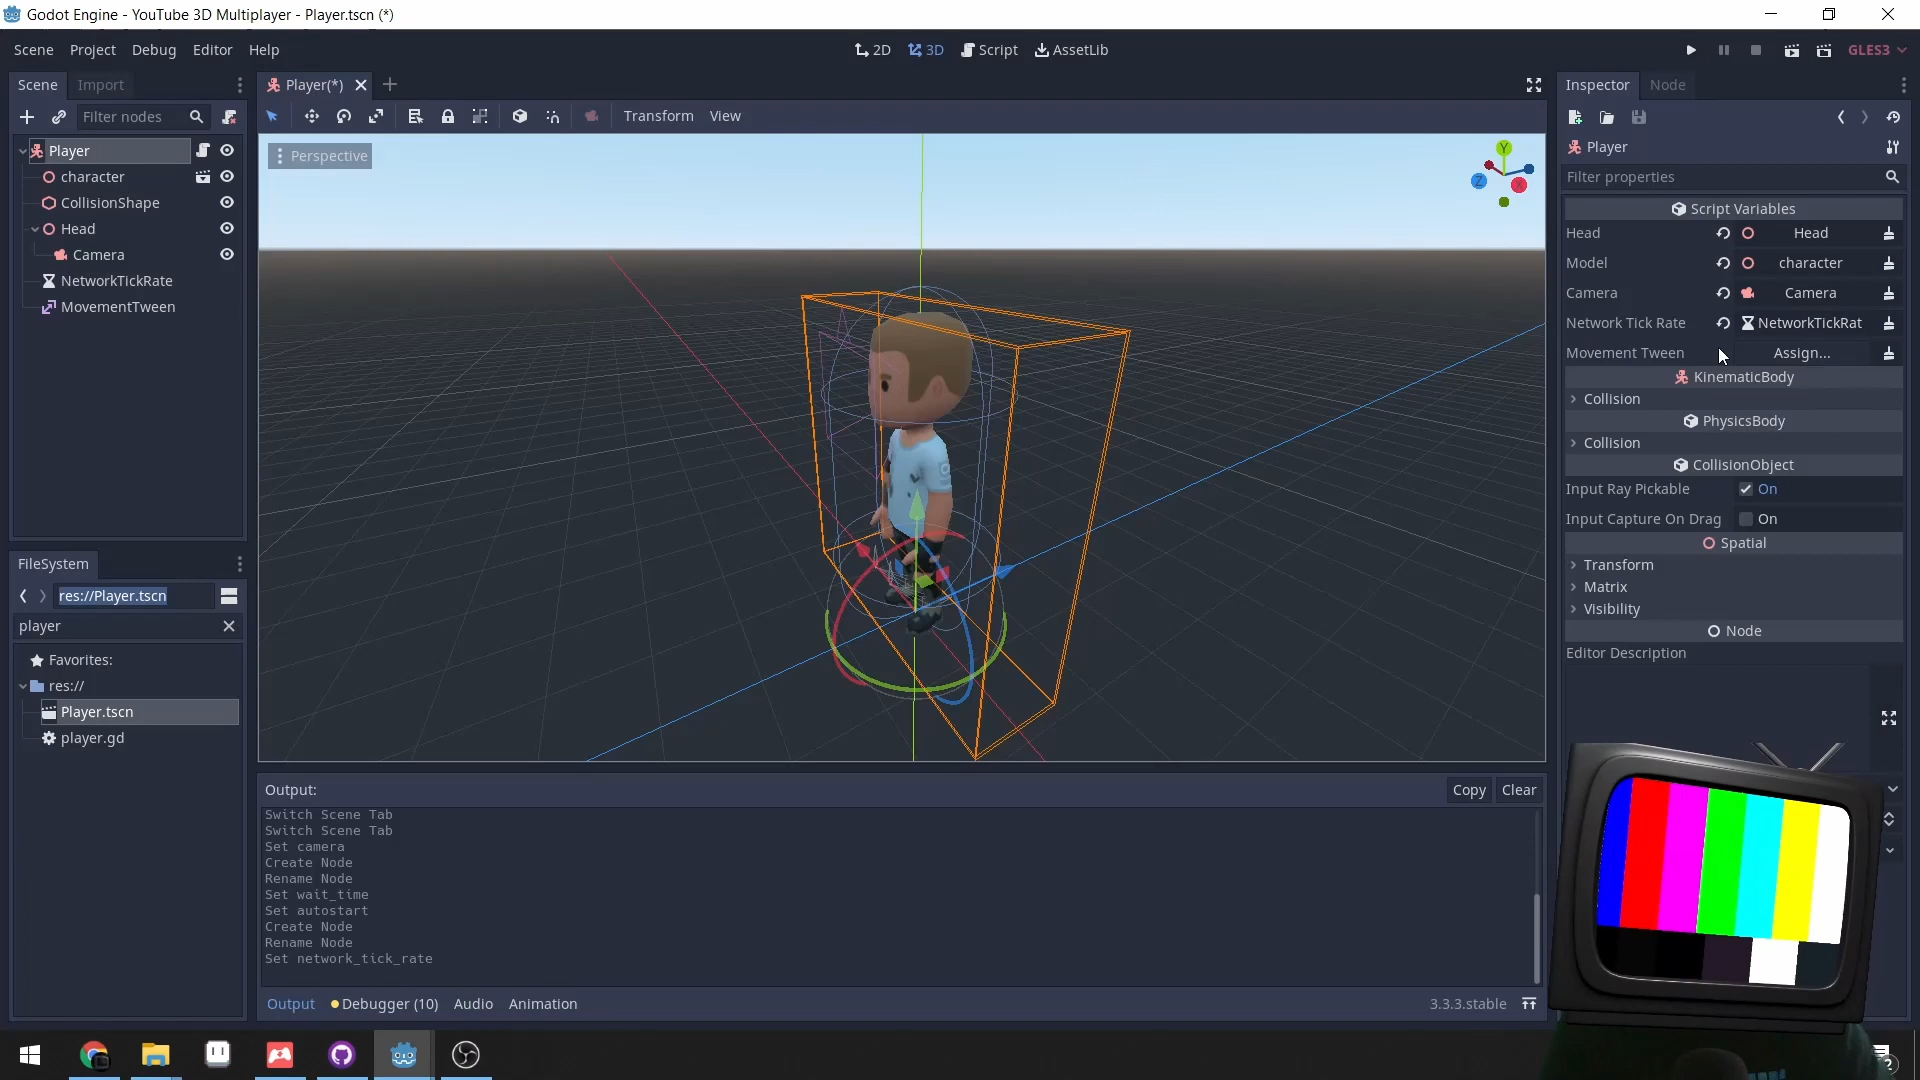 Godot Engine - YouTube 3D Multiplayer - Player.tscn (*)
Scene Project Debug Editor Help
2D 3D Script AssetLib
GLES3
Scene Import
Player(*)
Inspector Node
Filter nodes
Transform View
Player
Filter properties
Perspective
Y
Z
X
Player
character
CollisionShape
Head
Camera
NetworkTickRate
MovementTween
Script Variables
Head Head
Model character
Camera Camera
Network Tick Rate NetworkTickRat
Movement Tween Assign...
KinematicBody
Collision
PhysicsBody
Collision
CollisionObject
Input Ray Pickable On
Input Capture On Drag On
Spatial
Transform
Matrix
Visibility
Node
Editor Description
FileSystem
res://Player.tscn
player
Favorites:
res://
Player.tscn
player.gd
Output:
Copy Clear
Switch Scene Tab
Switch Scene Tab
Set camera
Create Node
Rename Node
Set wait_time
Set autostart
Create Node
Rename Node
Set network_tick_rate
Output Debugger (10) Audio Animation
3.3.3.stable
2